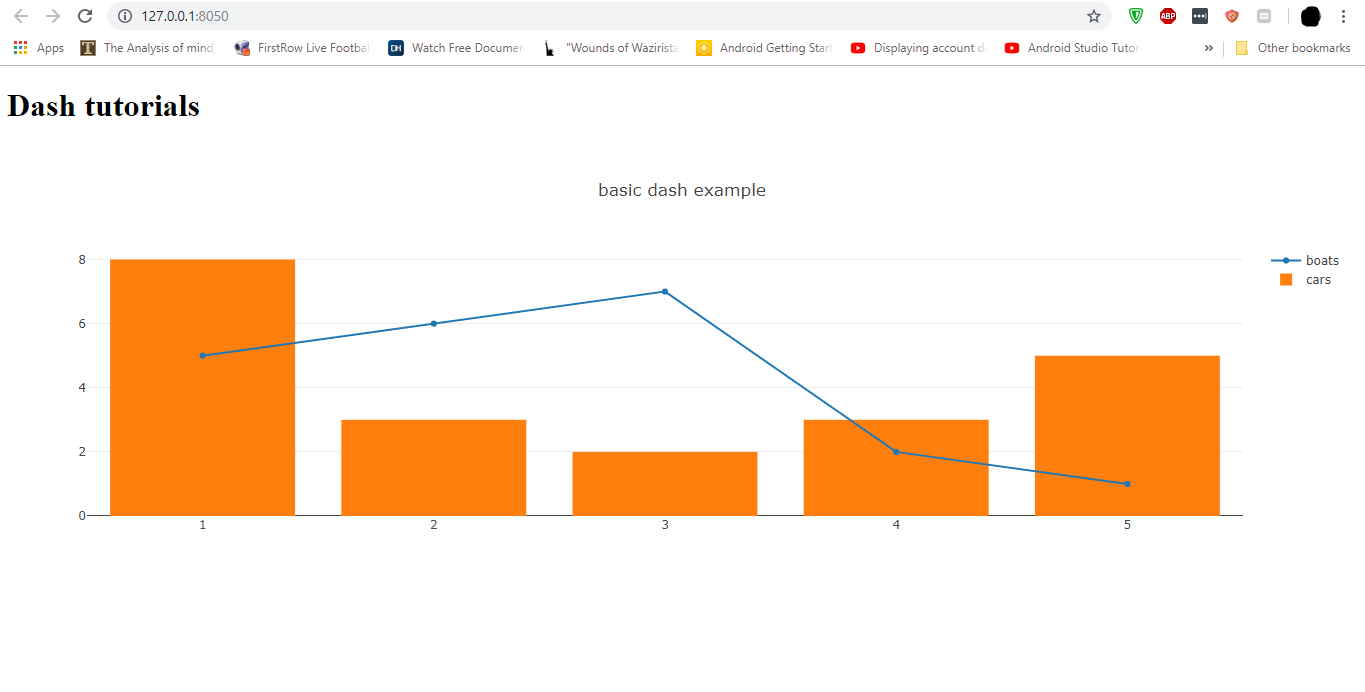 127.0.0.1:8050
ABP
Apps The Analysis of mind, FirstRow Live Footba DH Watch Free Documen "Wounds of Wazirista Android Getting Start Displaying account d Android Studio Tutor » Other bookmarks
Dash tutorials
basic dash example
8
6
4
2
0
1 2 3 4 5
boats
cars